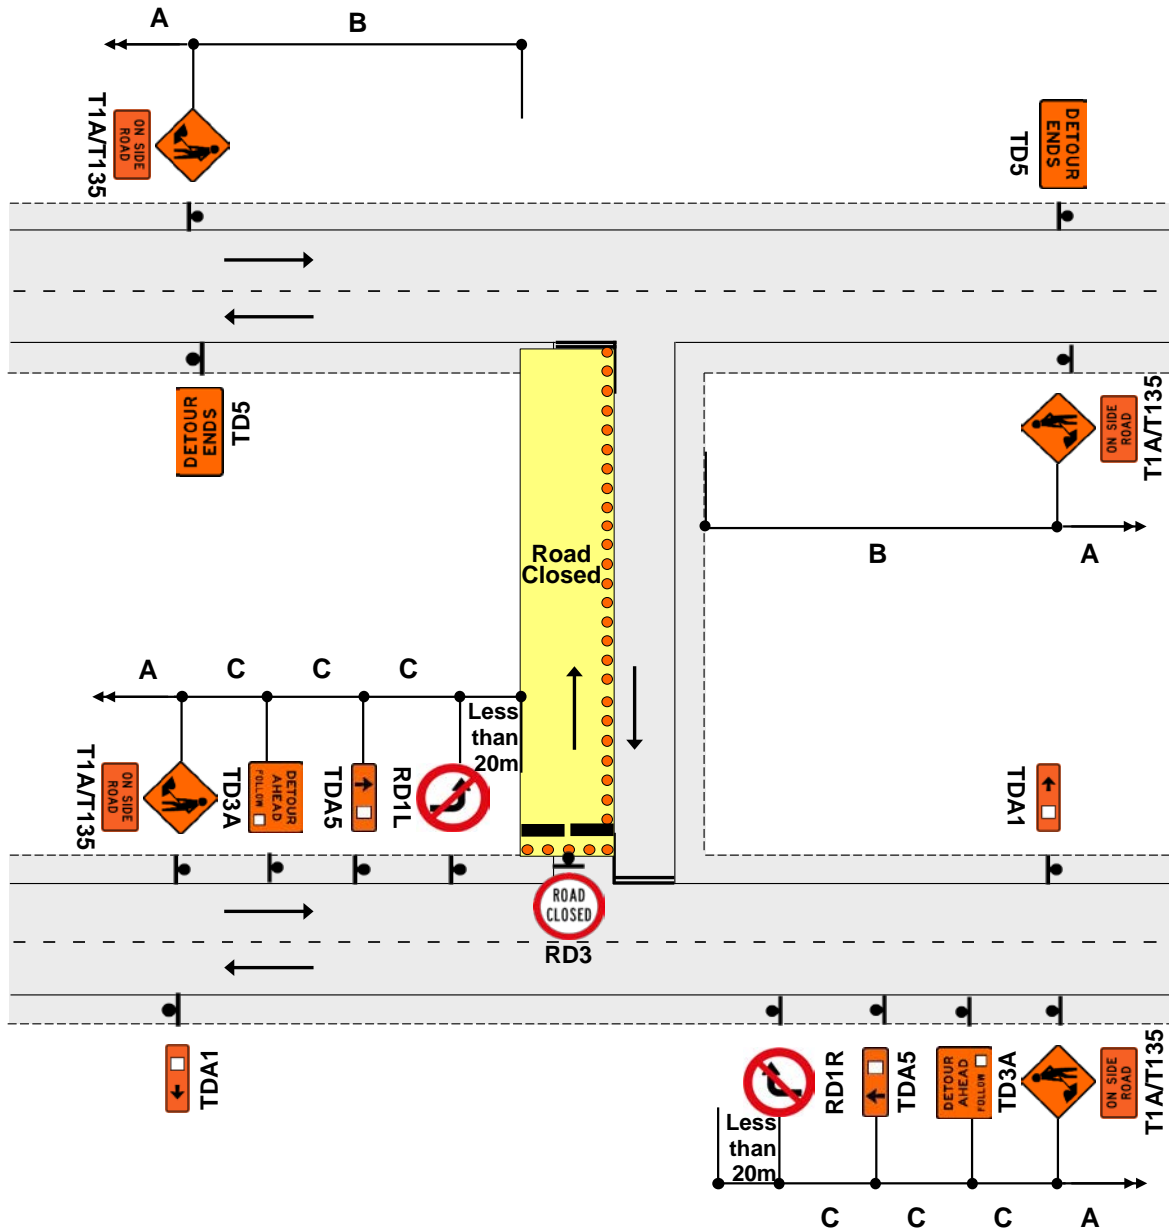 A
B
T1A/T135
ON SIDE
ROAD
TD5
DETOUR
ENDS
DETOUR
ENDS
TD5
ON SIDE
ROAD
T1A/T135
B
A
Road
Closed
A
C
C
C
Less
than
20m
T1A/T135
ON SIDE
ROAD
TD3A
DETOUR
AHEAD
FOLLOW
TDA5
RD1L
TDA1
ROAD
CLOSED
RD3
TDA1
RD1R
TDA5
DETOUR
AHEAD
FOLLOW
TD3A
ON SIDE
ROAD
T1A/T135
Less
than
20m
C
C
C
A